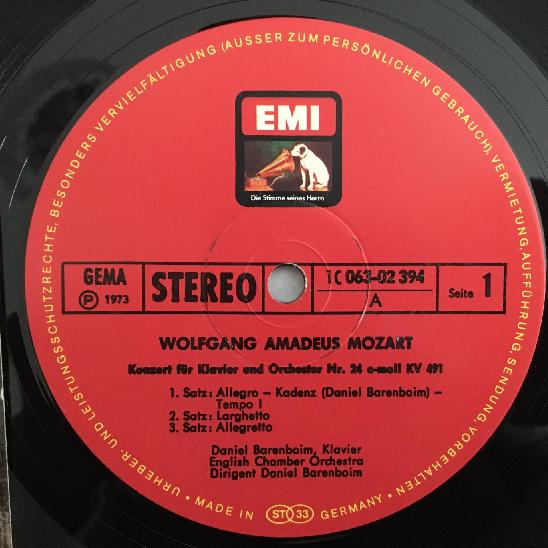 URHEBER- UND LEISTUNGSSCHUTZRECHTE, BESONDERS VERVIELFÄLTIGUNG (AUSSER ZUM PERSÖNLICHEN GEBRAUCH), VERMIETUNG, AUFFÜHRUNG, SENDUNG, VORBEHALTEN
EMI
Die Stimme seines Herrn
GEMA
Ⓟ 1973
STEREO
1C 063-02 394
A
Seite 1
WOLFGANG AMADEUS MOZART
Konzert für Klavier und Orchester Nr. 24 c-moll KV 491
1. Satz: Allegro – Kadenz (Daniel Barenboim) –
Tempo I
2. Satz: Larghetto
3. Satz: Allegretto
Daniel Barenboim, Klavier
English Chamber Orchestra
Dirigent Daniel Barenboim
• MADE IN ST 33 GERMANY •